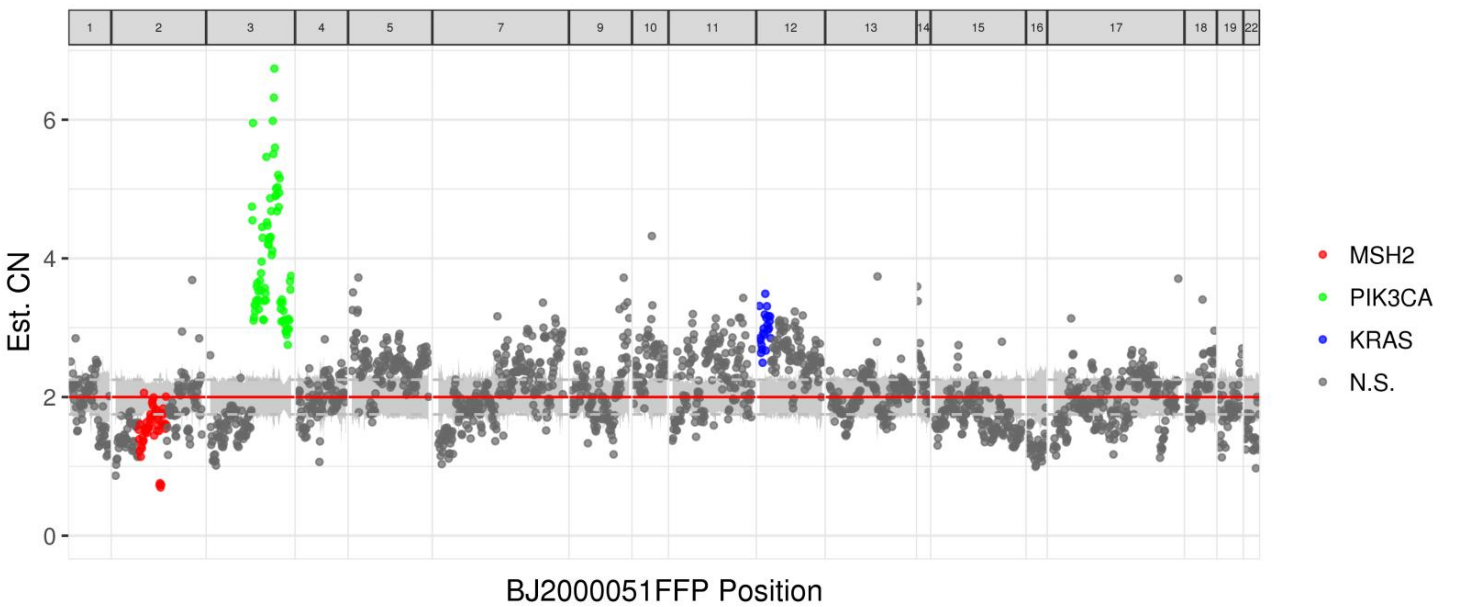 1 2 3 4 5 7 9 10 11 12 13 14 15 16 17 18 19 22
Est. CN
6
4
2
0
MSH2
PIK3CA
KRAS
N.S.
BJ2000051FFP Position